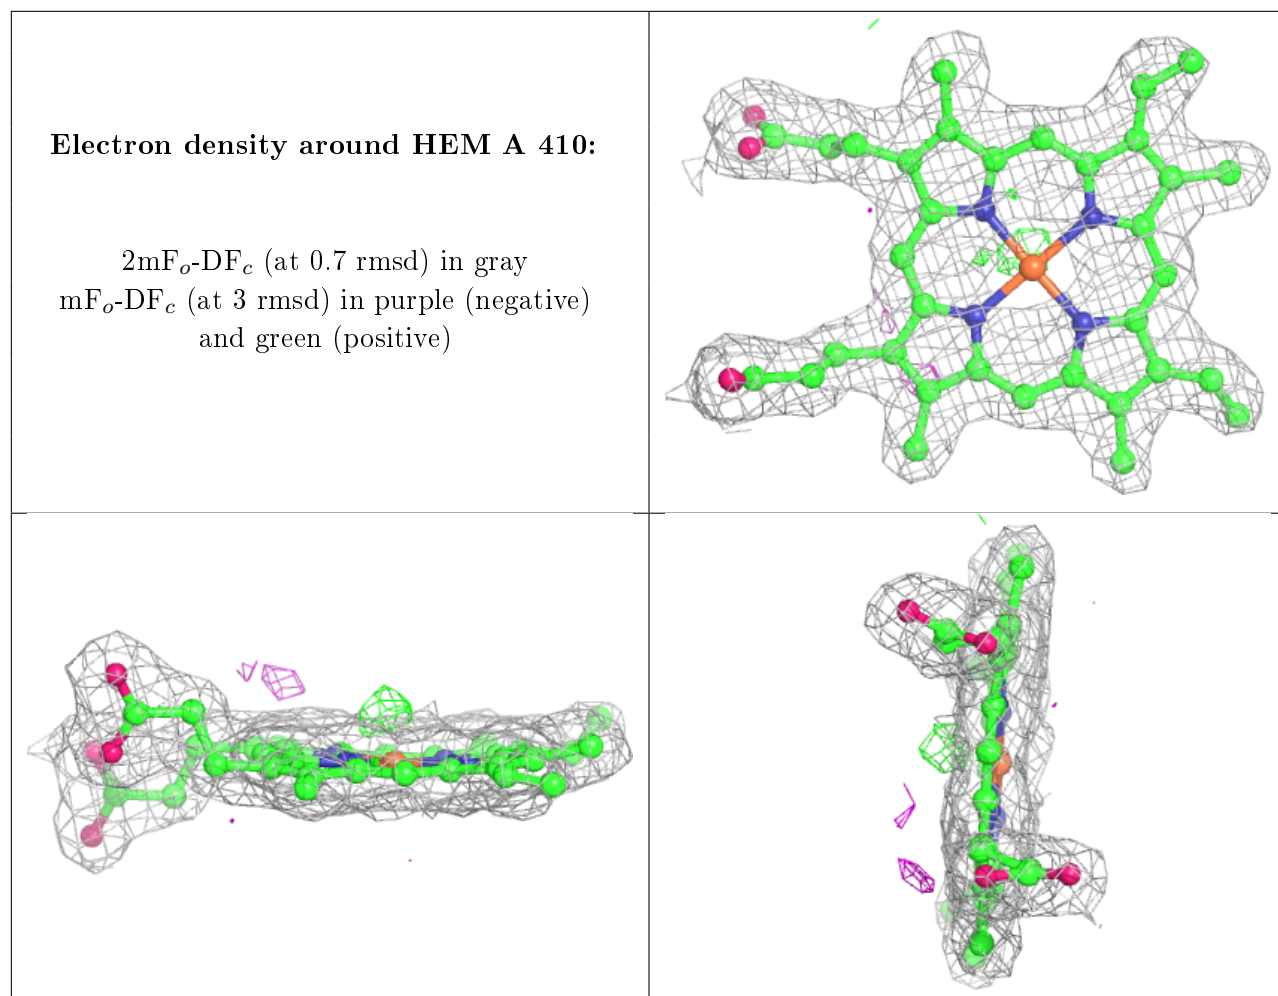 Electron density around HEM A 410:
2mFo-DFc (at 0.7 rmsd) in gray
mFo-DFc (at 3 rmsd) in purple (negative)
and green (positive)